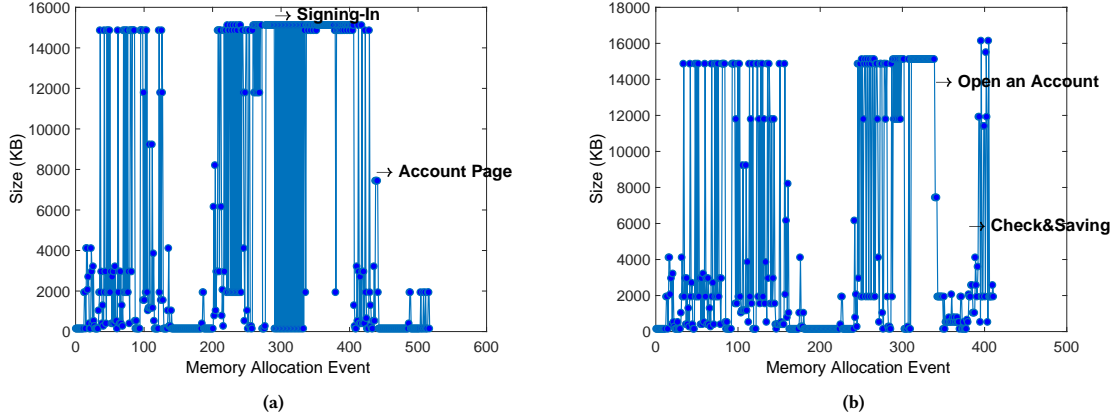 16000
14000
12000
10000
8000
6000
4000
2000
0
Size (KB)
→ Signing-In
→ Account Page
0 100 200 300 400 500 600
Memory Allocation Event
(a)
18000
16000
14000
12000
10000
8000
6000
4000
2000
0
Size (KB)
→ Open an Account
→ Check&Saving
0 100 200 300 400 500
Memory Allocation Event
(b)